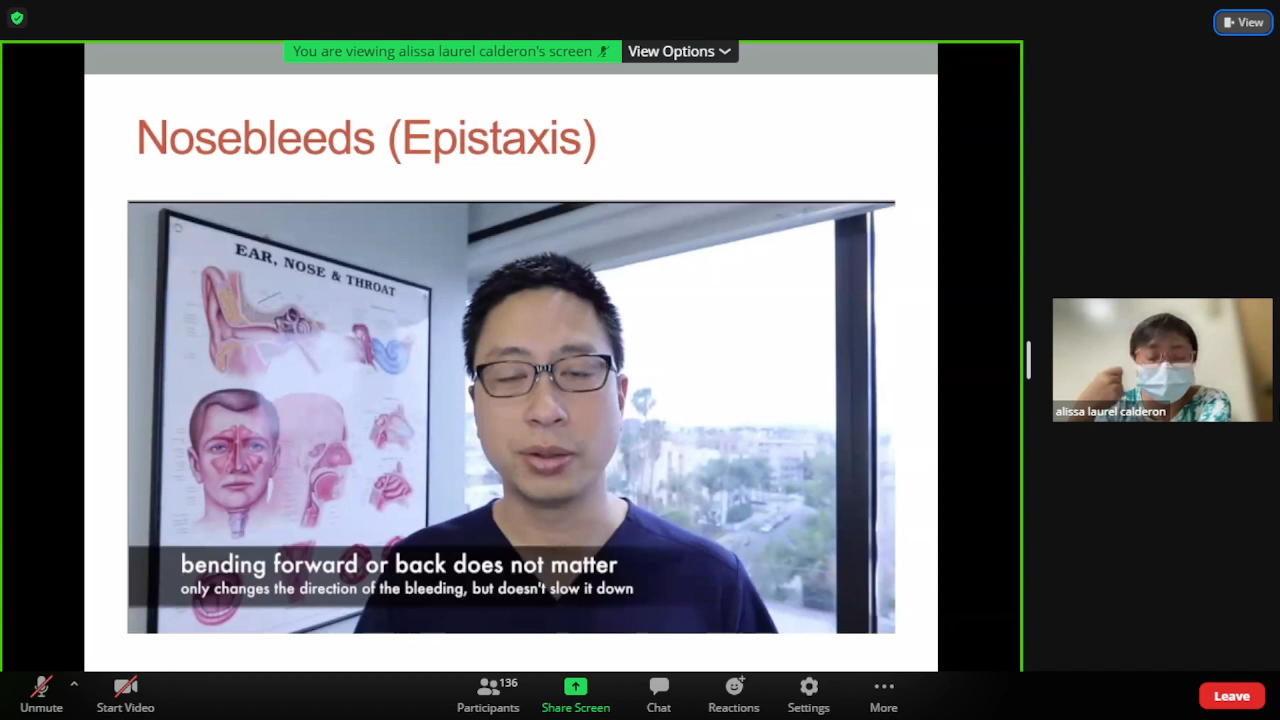 View
You are viewing alissa laurel calderon's screen
View Options
Nosebleeds (Epistaxis)
EAR, NOSE & THROAT
bending forward or back does not matter
only changes the direction of the bleeding, but doesn't slow it down
alissa laurel calderon
Unmute
Start Video
Participants
136
Share Screen
Chat
Reactions
Settings
More
Leave